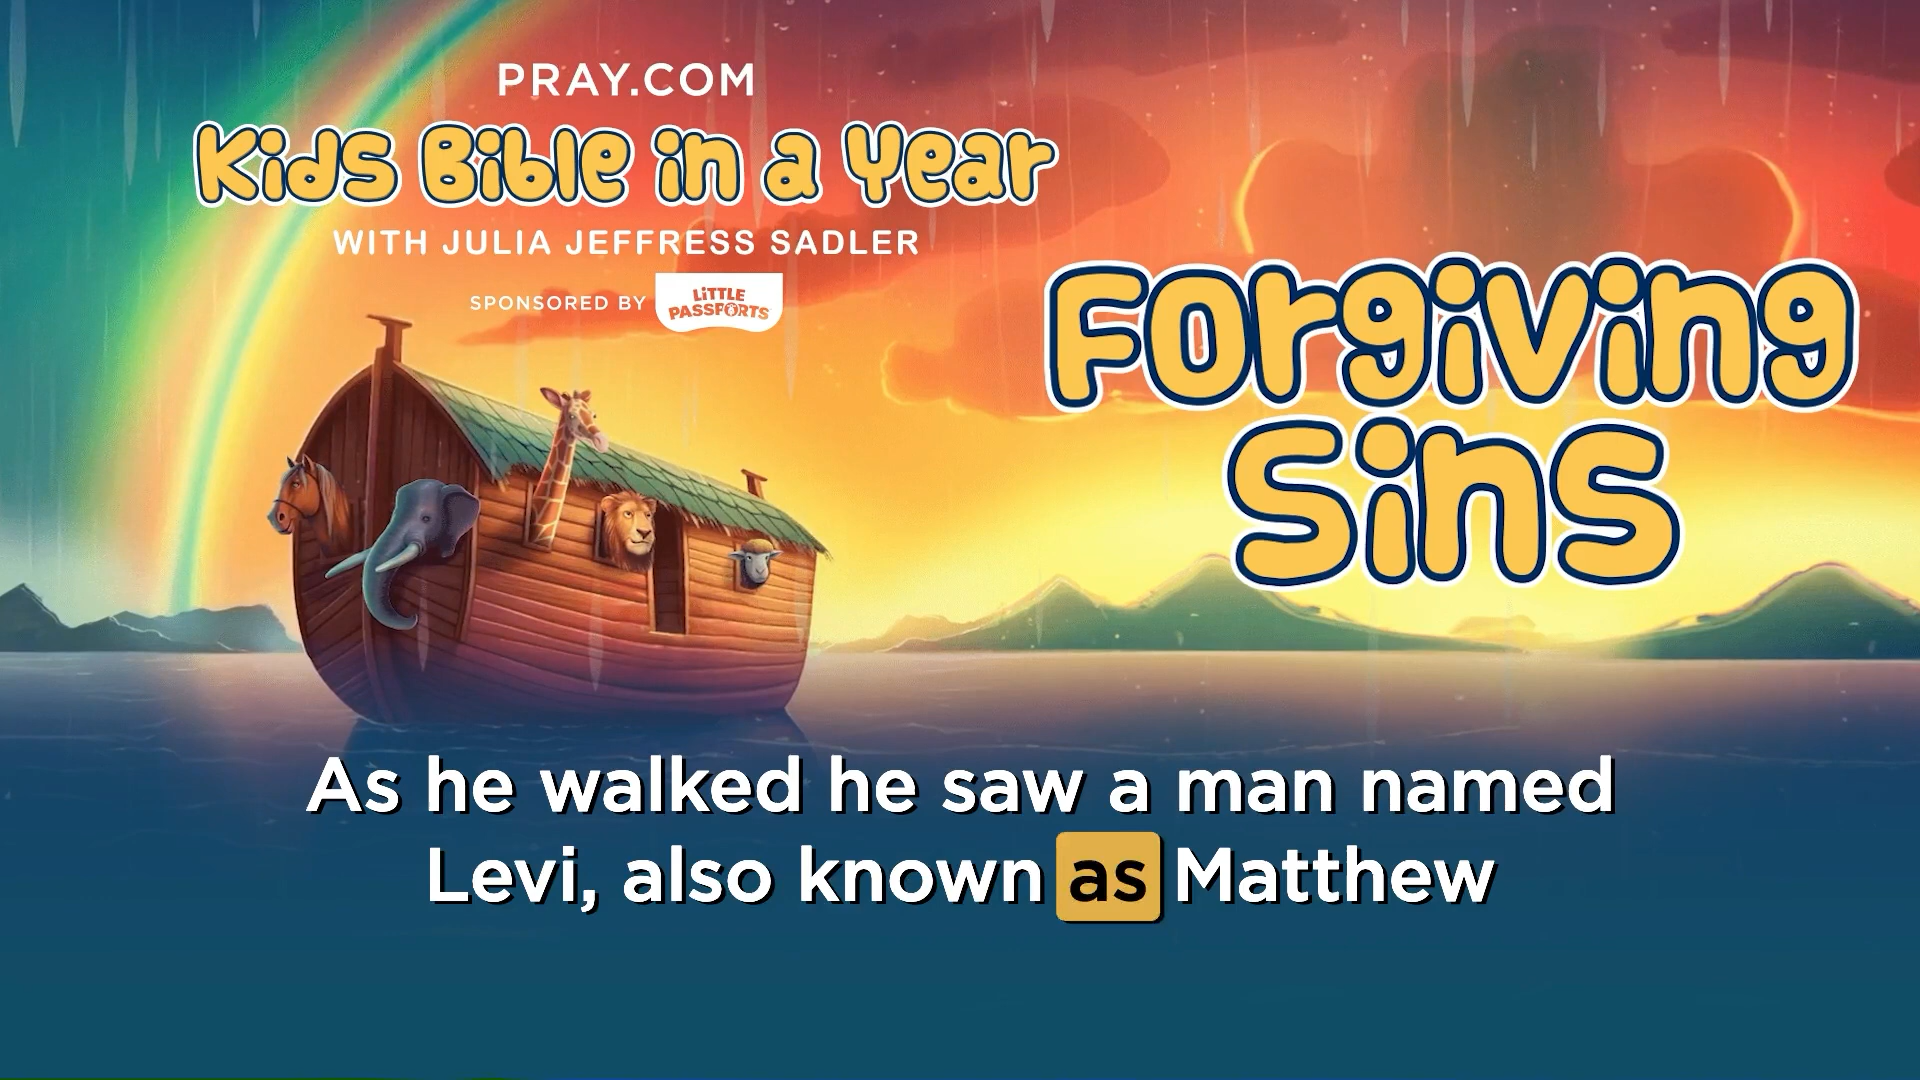 PRAY.COM
Kids Bible in a Year
WITH JULIA JEFFRESS SADLER
SPONSORED BY LiTTLE
PASSPORTS
Forgiving
Sins
As he walked he saw a man named
Levi, also known as Matthew